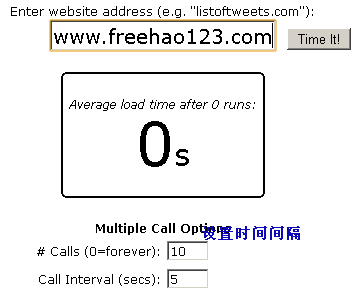 Enter website address (e.g. "listoftweets.com"):
www.freehao123.com Time It!
Average load time after 0 runs:
0s
Multiple Call Options
设置时间间隔
# Calls (0=forever): 10
Call Interval (secs): 5